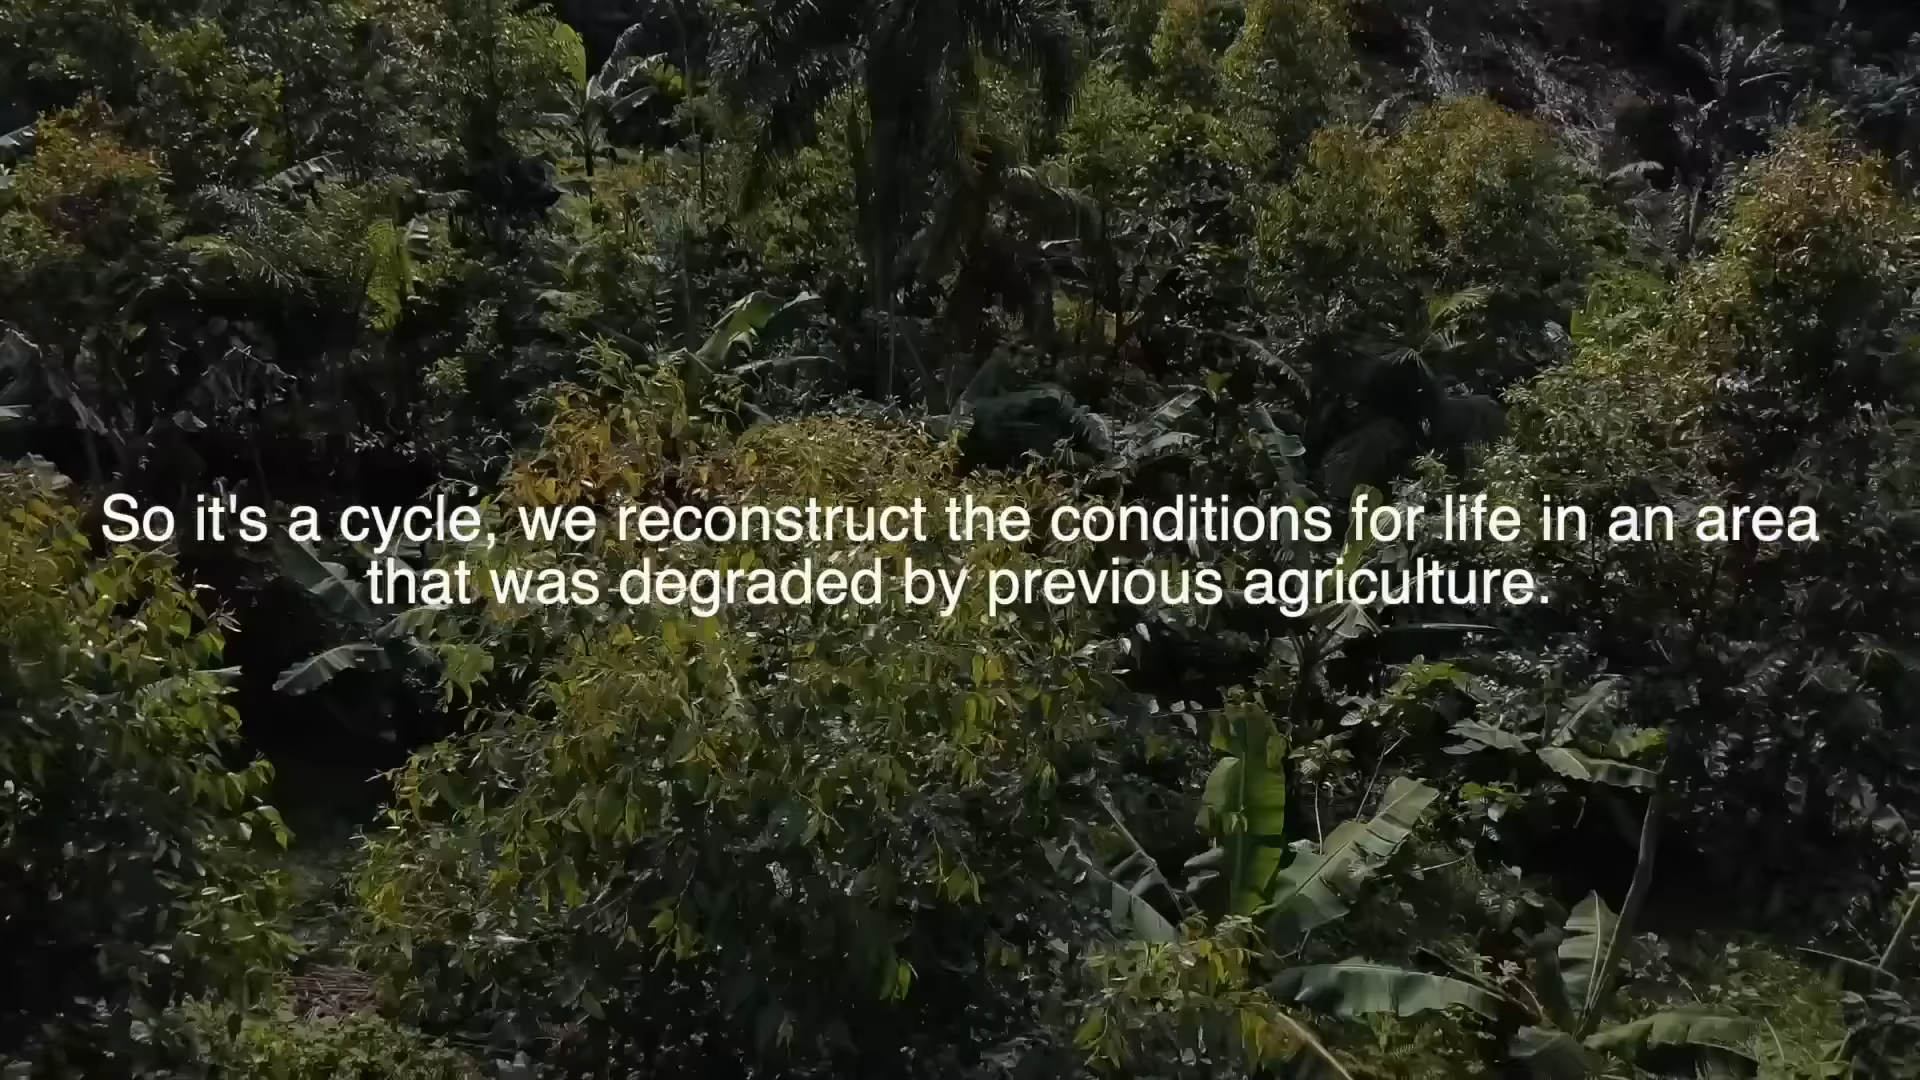 So it's a cycle, we reconstruct the conditions for life in an area
that was degraded by previous agriculture.